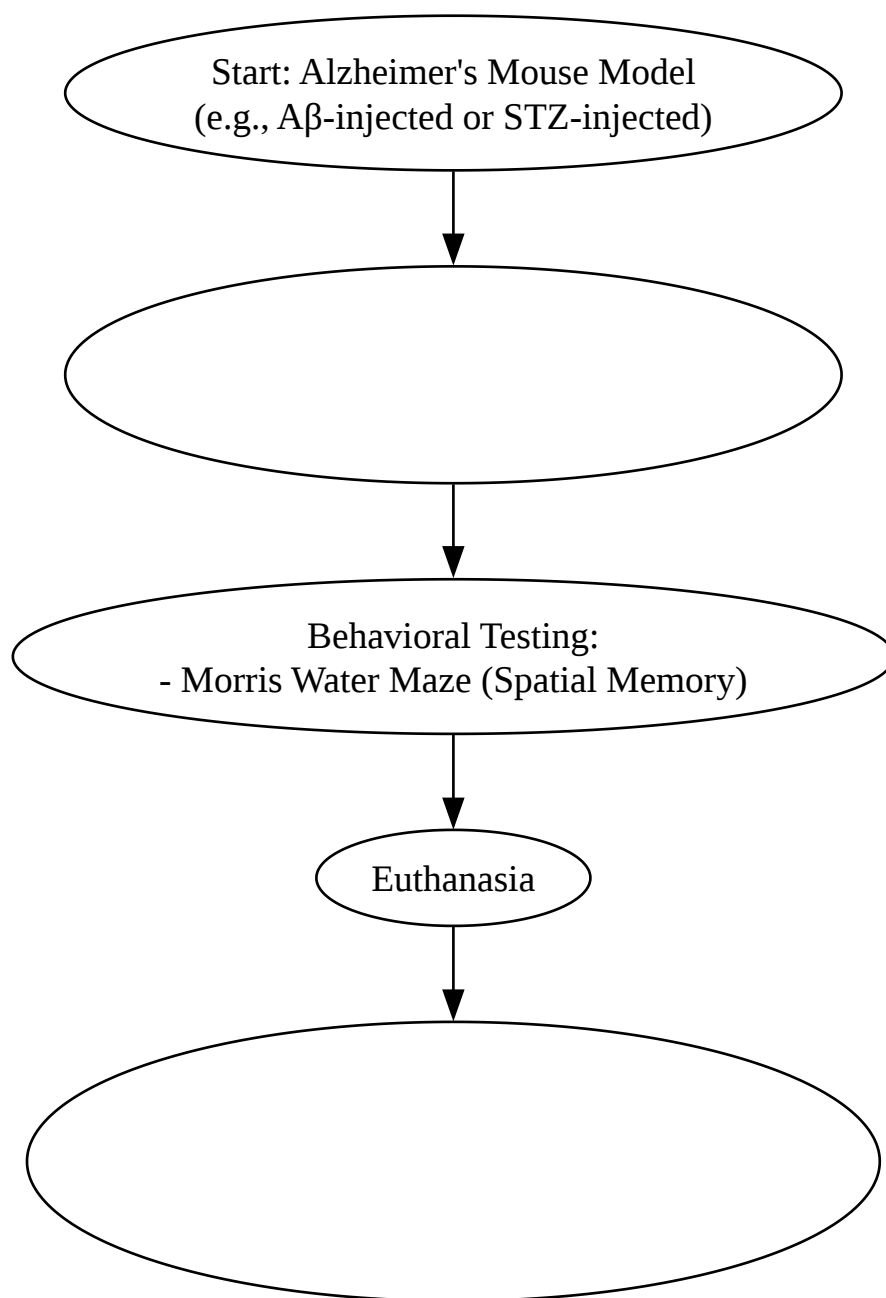 Start: Alzheimer's Mouse Model
(e.g., Aβ-injected or STZ-injected)
Behavioral Testing:
- Morris Water Maze (Spatial Memory)
Euthanasia